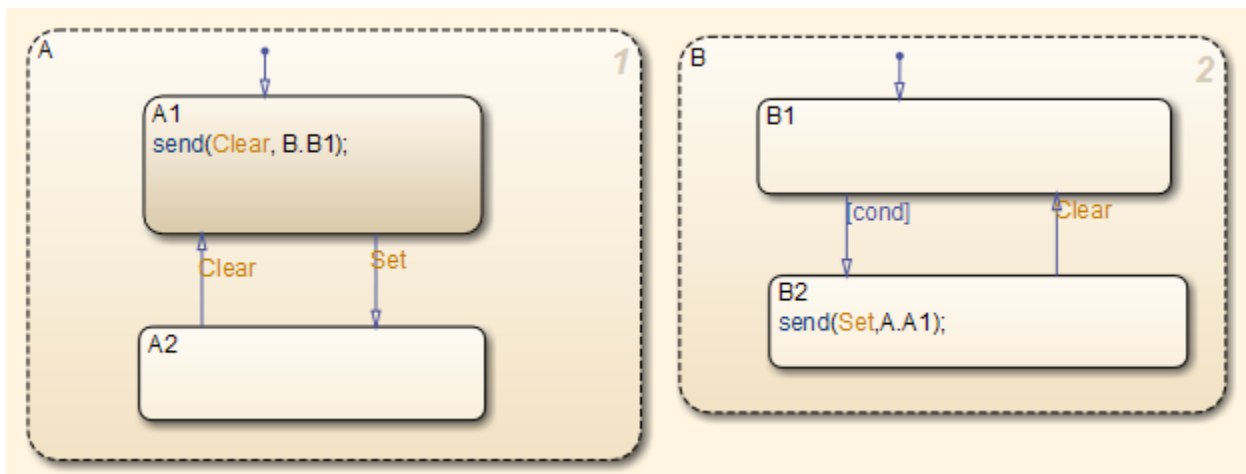 A
1
A1
send(Clear, B.B1);
Clear
Set
A2
B
2
B1
[cond]
Clear
B2
send(Set,A.A1);